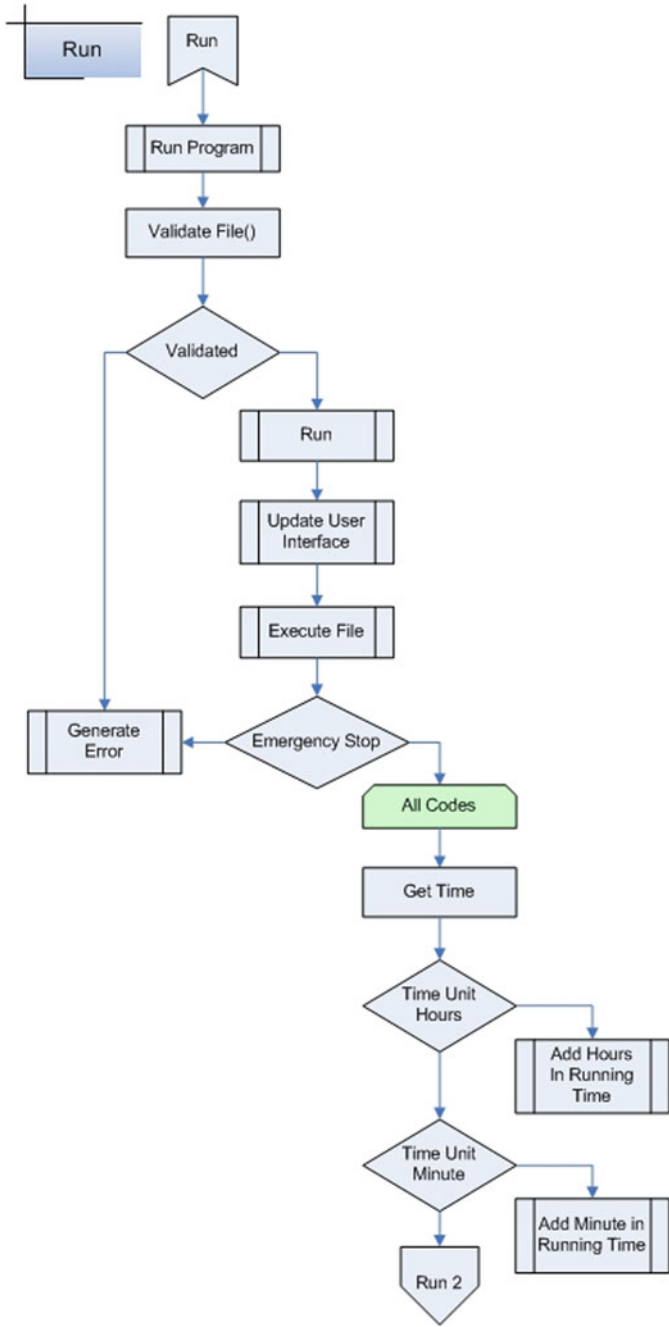 Run
Run
Run Program
Validate File()
Validated
Run
Update User
Interface
Execute File
Generate
Error
Emergency Stop
All Codes
Get Time
Time Unit
Hours
Add Hours
In Running
Time
Time Unit
Minute
Add Minute in
Running Time
Run 2